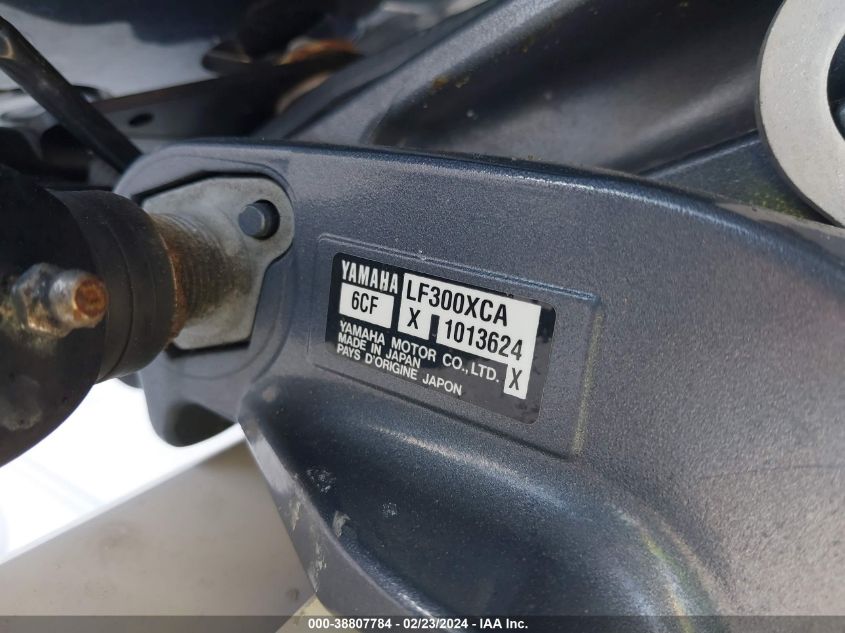 YAMAHA LF300XCA
6CF X 1013624 X
YAMAHA MOTOR CO., LTD.
MADE IN JAPAN
PAYS D'ORIGINE JAPON
000-38807784 - 02/23/2024 - IAA Inc.